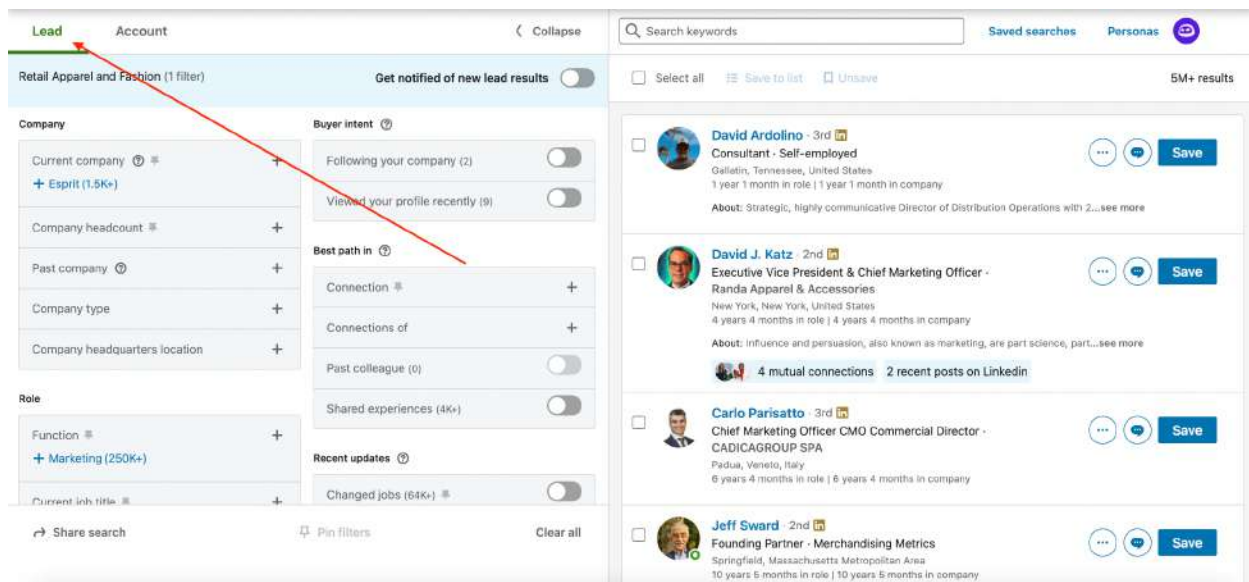 Lead
Account
Collapse
Retail Apparel and Fashion (1 filter)
Get notified of new lead results
Company
Current company
+ Esprit (1.5K+)
Company headcount
Past company
Company type
Company headquarters location
Role
Function
+ Marketing (250K+)
Current job title
Buyer intent
Following your company (2)
Viewed your profile recently (9)
Best path in
Connection
Connections of
Past colleague (0)
Shared experiences (4K+)
Recent updates
Changed jobs (64K+)
Share search
Pin filters
Clear all
Search keywords
Saved searches
Personas
Select all
Save to list
Unsave
5M+ results
David Ardolino · 3rd in
Consultant · Self-employed
Gallatin, Tennessee, United States
1 year 1 month in role | 1 year 1 month in company
About: Strategic, highly communicative Director of Distribution Operations with 2...see more
Save
David J. Katz · 2nd in
Executive Vice President & Chief Marketing Officer ·
Randa Apparel & Accessories
New York, New York, United States
4 years 4 months in role | 4 years 4 months in company
About: Influence and persuasion, also known as marketing, are part science, part...see more
4 mutual connections
2 recent posts on Linkedin
Save
Carlo Parisatto · 3rd in
Chief Marketing Officer CMO Commercial Director ·
CADICAGROUP SPA
Padua, Veneto, Italy
6 years 4 months in role | 6 years 4 months in company
Save
Jeff Sward · 2nd in
Founding Partner · Merchandising Metrics
Springfield, Massachusetts Metropolitan Area
10 years 5 months in role | 10 years 5 months in company
Save